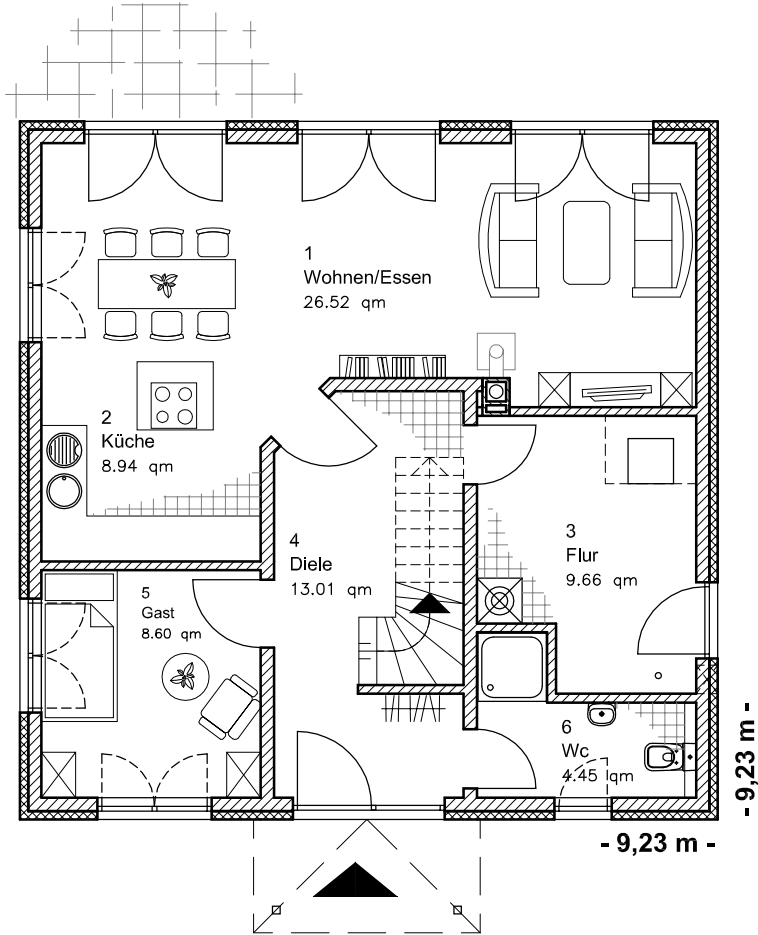 1
Wohnen/Essen
26.52 qm
2
Küche
8.94 qm
3
Flur
9.66 qm
4
Diele
13.01 qm
5
Gast
8.60 qm
6
Wc
4.45 qm
- 9,23 m -
- 9,23 m -